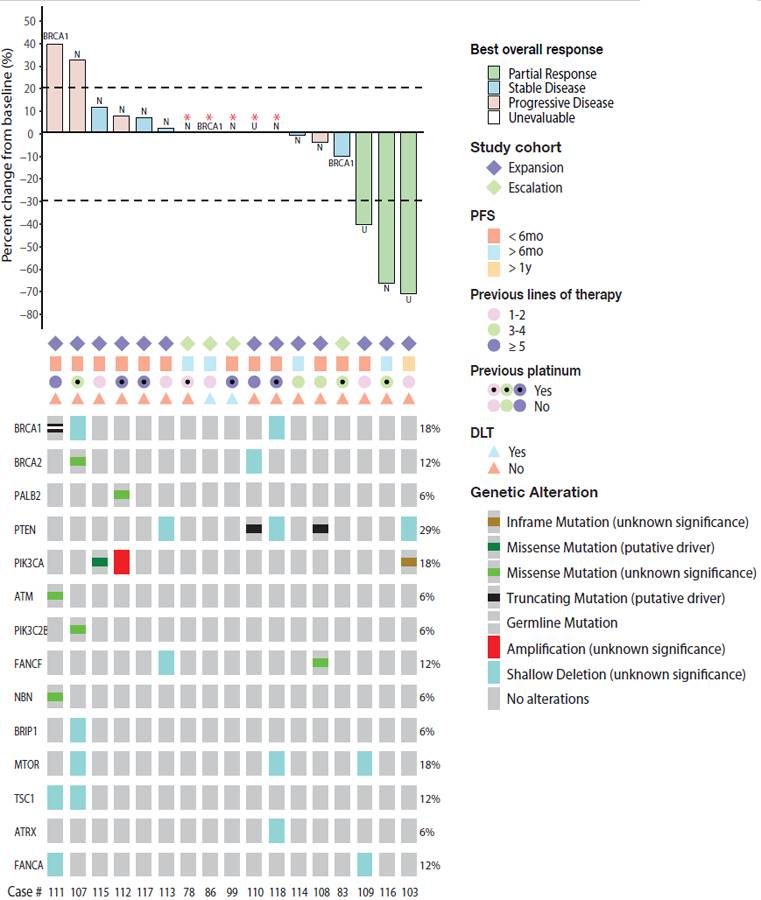 Percent change from baseline (%)
50
40
30
20
10
0
−10
−20
−30
−40
−50
−60
−70
−80
BRCA1
N
N
N
N
N
*
N
*
BRCA1
*
N
*
U
*
N
N
N
BRCA1
U
N
U
Best overall response
Partial Response
Stable Disease
Progressive Disease
Unevaluable
Study cohort
Expansion
Escalation
PFS
< 6mo
> 6mo
> 1y
Previous lines of therapy
1-2
3-4
≥ 5
Previous platinum
Yes
No
DLT
Yes
No
Genetic Alteration
Inframe Mutation (unknown significance)
Missense Mutation (putative driver)
Missense Mutation (unknown significance)
Truncating Mutation (putative driver)
Germline Mutation
Amplification (unknown significance)
Shallow Deletion (unknown significance)
No alterations
BRCA1 18%
BRCA2 12%
PALB2 6%
PTEN 29%
PIK3CA 18%
ATM 6%
PIK3C2B 6%
FANCF 12%
NBN 6%
BRIP1 6%
MTOR 18%
TSC1 12%
ATRX 6%
FANCA 12%
Case # 111 107 115 112 117 113 78 86 99 110 118 114 108 83 109 116 103